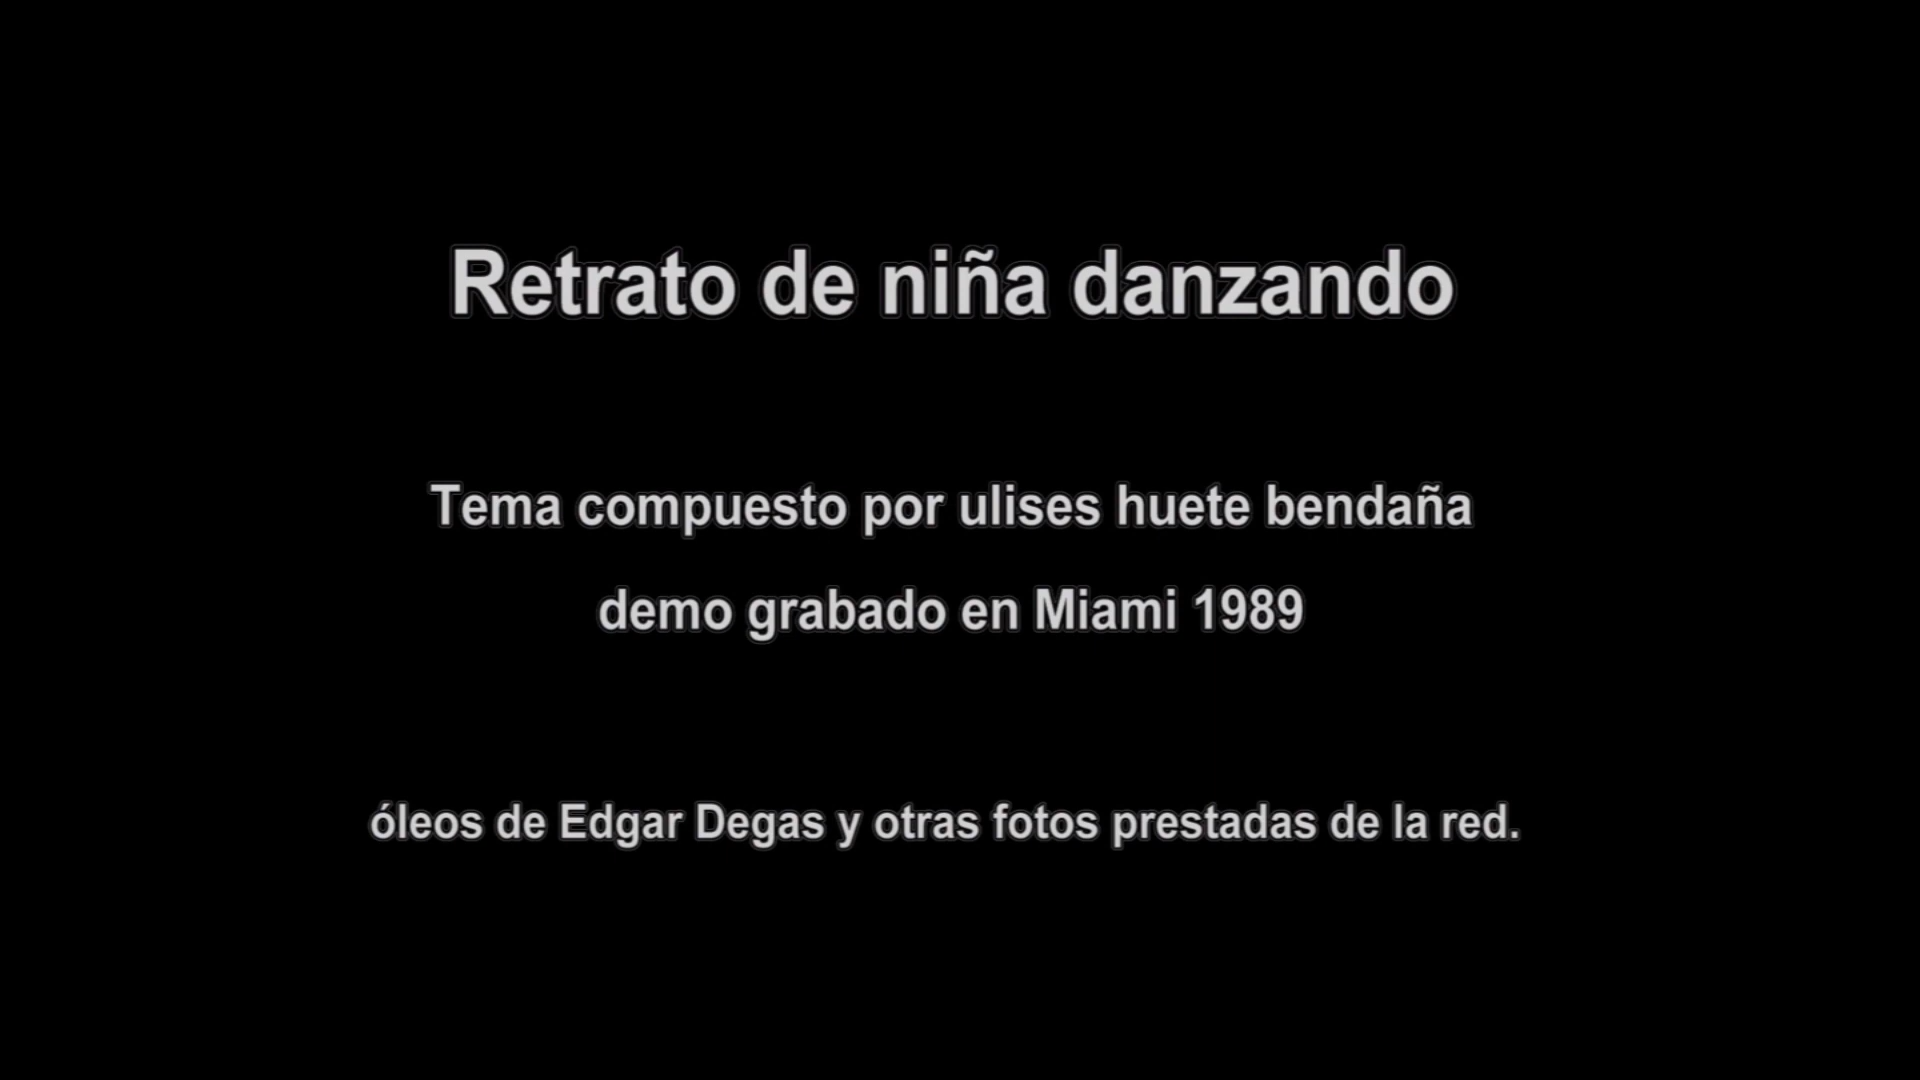 Retrato de niña danzando
Tema compuesto por ulises huete bendaña
demo grabado en Miami 1989
óleos de Edgar Degas y otras fotos prestadas de la red.